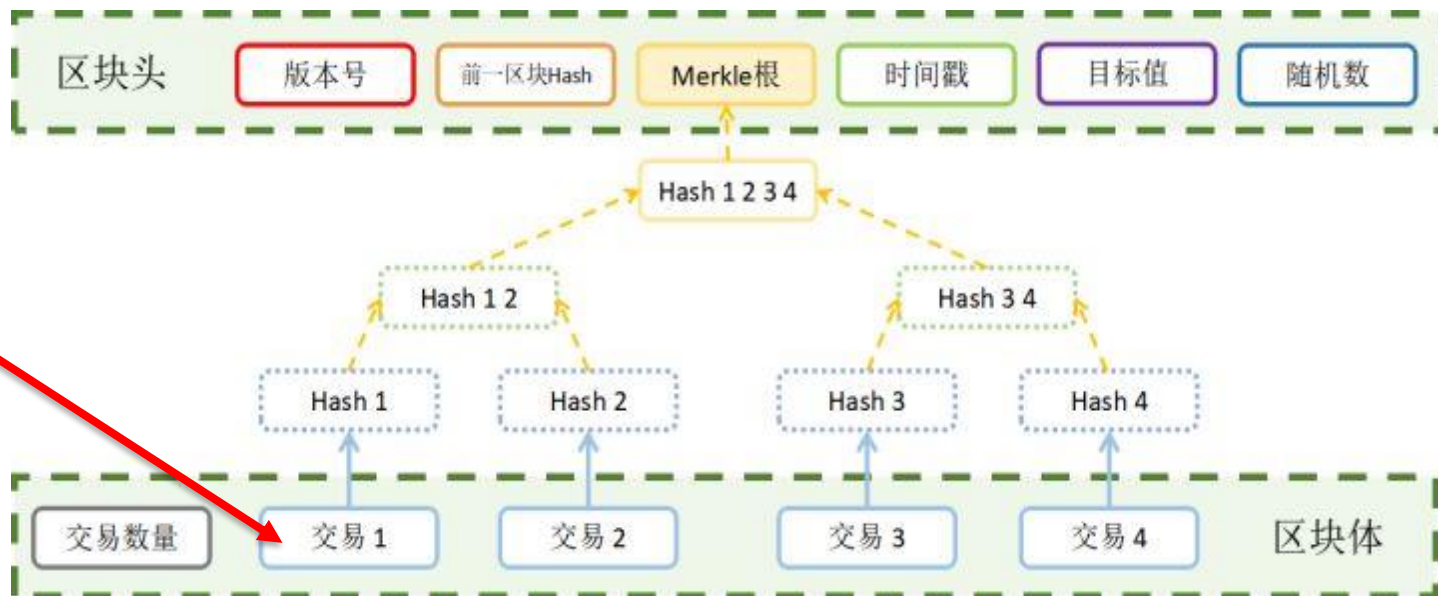 区块头
版本号
前一区块Hash
Merkle根
时间戳
目标值
随机数
Hash 1 2 3 4
Hash 1 2
Hash 3 4
Hash 1
Hash 2
Hash 3
Hash 4
交易数量
交易 1
交易 2
交易 3
交易 4
区块体